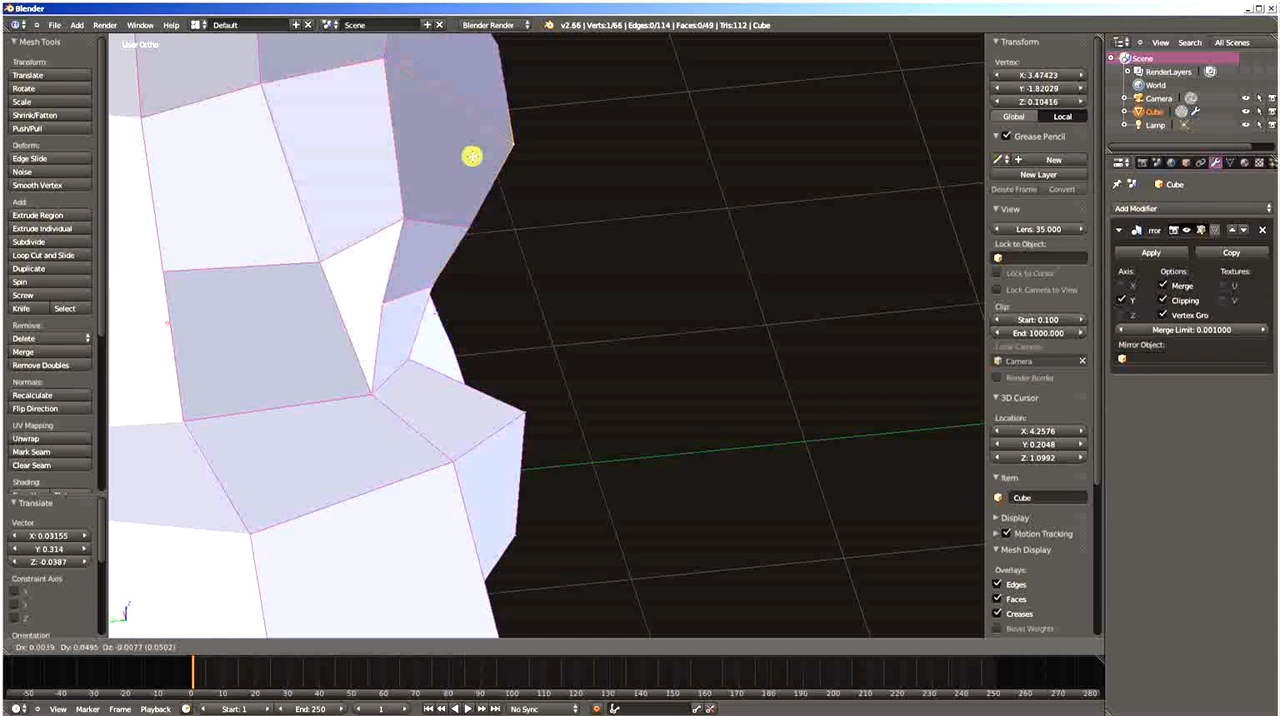 Blender
File Add Render Window Help Default Scene Blender Render v2.66 | Verts:1/66 | Edges:0/114 | Faces:0/49 | Tris:112 | Cube
Mesh Tools
Transform:
Translate
Rotate
Scale
Shrink/Fatten
Push/Pull
Deform:
Edge Slide
Noise
Smooth Vertex
Add:
Extrude Region
Extrude Individual
Subdivide
Loop Cut and Slide
Duplicate
Spin
Screw
Knife Select
Remove:
Delete
Merge
Remove Doubles
Normals:
Recalculate
Flip Direction
UV Mapping
Unwrap
Mark Seam
Clear Seam
Shading:
Translate
Vector
X: 0.03155
Y: 0.314
Z: -0.0387
Constraint Axis
X
Y
Z
Orientation
User Ortho
Dx: 0.0039 Dy: 0.0495 Dz: -0.0077 (0.0502)
Transform
Vertex:
X: 3.47423
Y: -1.82029
Z: 0.10416
Global Local
Grease Pencil
New
New Layer
Delete Frame Convert
View
Lens: 35.000
Lock to Object:
Lock to Cursor
Lock Camera to View
Clip:
Start: 0.100
End: 1000.000
Local Camera:
Camera
Render Border
3D Cursor
Location:
X: 4.2576
Y: 0.2048
Z: 1.0992
Item
Cube
Display
Motion Tracking
Mesh Display
Overlays:
Edges
Faces
Creases
Bevel Weights
View Search All Scenes
Scene
RenderLayers
World
Camera
Cube
Lamp
Cube
Add Modifier
rror
Apply Copy
Axis: Options: Textures:
X Merge U
Y Clipping V
Z Vertex Gro
Merge Limit: 0.001000
Mirror Object:
-50 -40 -30 -20 -10 0 10 20 30 40 50 60 70 80 90 100 110 120 130 140 150 160 170 180 190 200 210 220 230 240 250 260 270 280
View Marker Frame Playback Start: 1 End: 250 1 No Sync